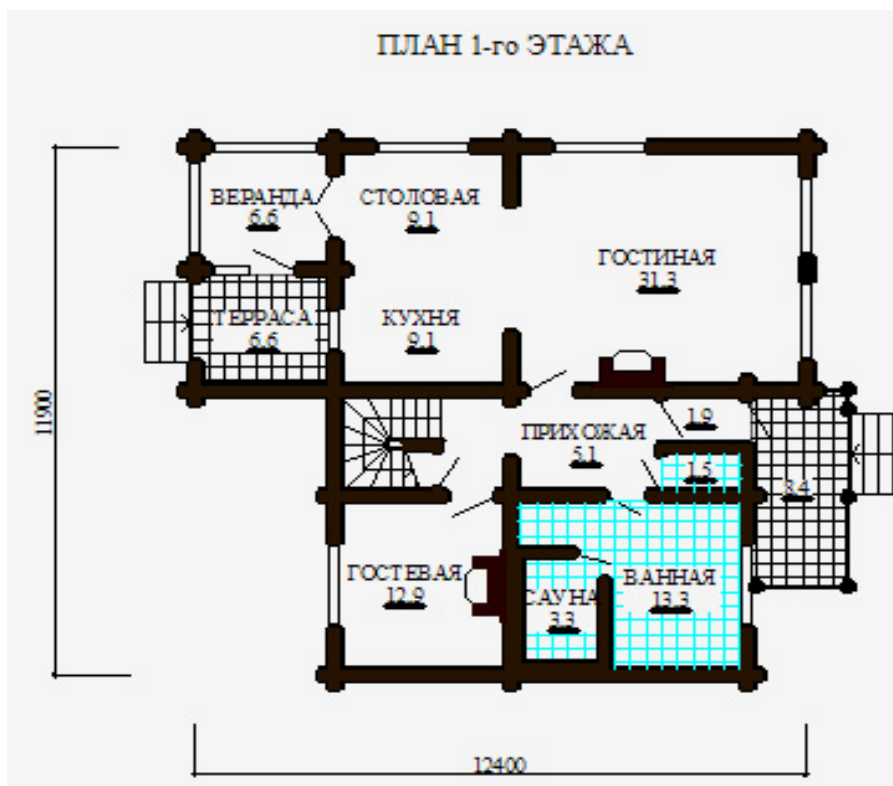 ПЛАН 1-го ЭТАЖА
ВЕРАНДА
6.6
СТОЛОВАЯ
9.1
ГОСТИНАЯ
31.3
ТЕРРАСА
6.6
КУХНЯ
9.1
11900
ПРИХОЖАЯ
5.1
1.9
1.5
8.4
ГОСТЕВАЯ
12.9
САУНА
3.3
ВАННАЯ
13.3
12400